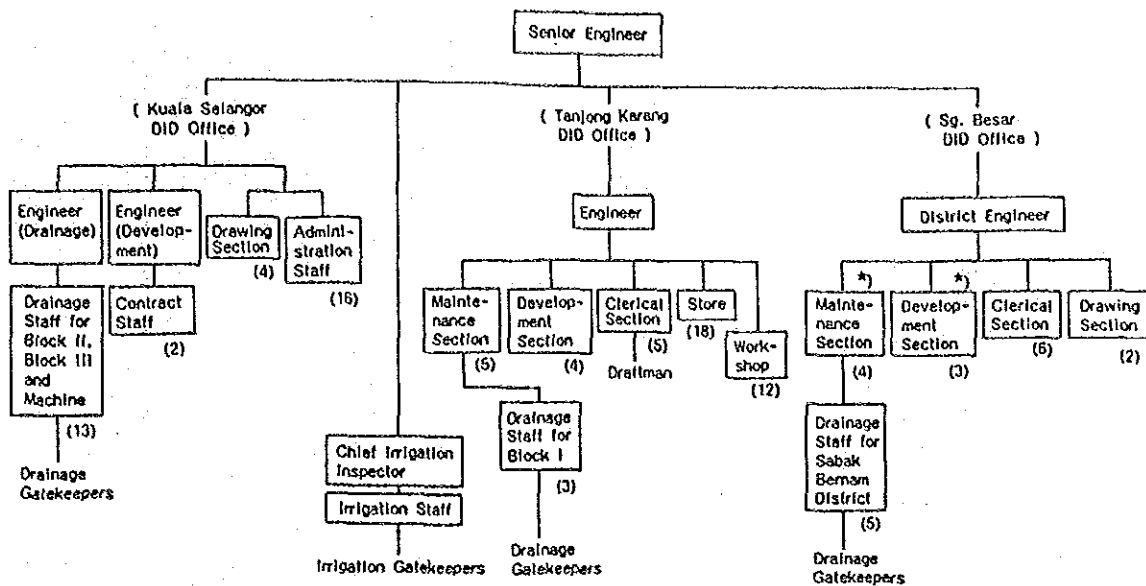 Senior Engineer
( Kuala Selangor
DID Office )
( Tanjong Karang
DID Office )
( Sg. Besar
DID Office )
Engineer
(Drainage)
Engineer
(Develop-
ment)
Drawing
Section
(4)
Admini-
stration
Staff
(16)
Drainage
Staff for
Block II,
Block III
and
Machine
(13)
Contract
Staff
(2)
Drainage
Gatekeepers
Chief Irrigation
Inspector
Irrigation Staff
Irrigation Gatekeepers
Engineer
Mainte-
nance
Section
(5)
Develop-
ment
Section
(4)
Clerical
Section
(5)
Draftman
Store
(18)
Work-
shop
(12)
Drainage
Staff for
Block I
(3)
Drainage
Gatekeepers
District Engineer
*)
Mainte-
nance
Section
(4)
*)
Develop-
ment
Section
(3)
Clerical
Section
(6)
Drawing
Section
(2)
Drainage
Staff for
Sabak
Bernam
District
(5)
Drainage
Gatekeepers